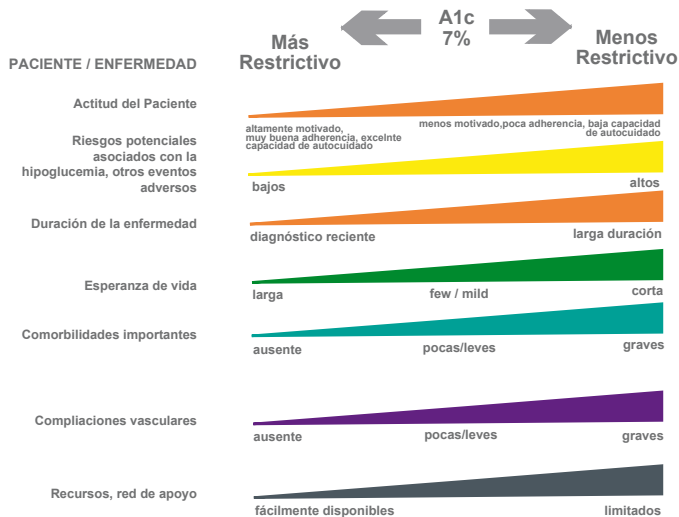 A1c
7%
Más
Restrictivo
Menos
Restrictivo
PACIENTE / ENFERMEDAD
Actitud del Paciente
altamente motivado,
muy buena adherencia, excelnte
capacidad de autocuidado
menos motivado,poca adherencia, baja capacidad
de autocuidado
Riesgos potenciales
asociados con la
hipoglucemia, otros eventos
adversos
bajos
altos
Duración de la enfermedad
diagnóstico reciente
larga duración
Esperanza de vida
larga
few / mild
corta
Comorbilidades importantes
ausente
pocas/leves
graves
Compliaciones vasculares
ausente
pocas/leves
graves
Recursos, red de apoyo
fácilmente disponibles
limitados